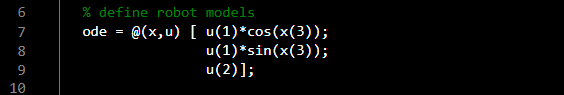 6 % define robot models
7 ode = @(x,u) [ u(1)*cos(x(3));
8 u(1)*sin(x(3));
9 u(2)];
10